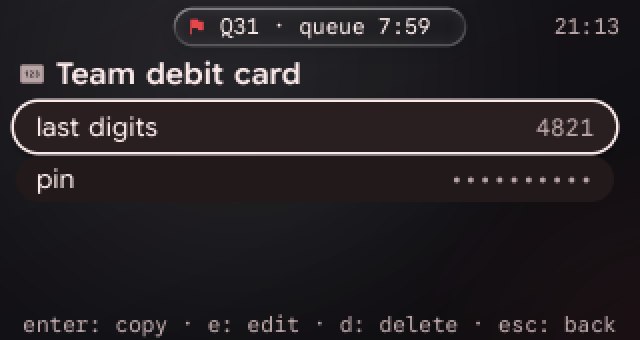 Q31 · queue 7:59
21:13
123 Team debit card
last digits 4821
pin ••••••••••
enter: copy · e: edit · d: delete · esc: back